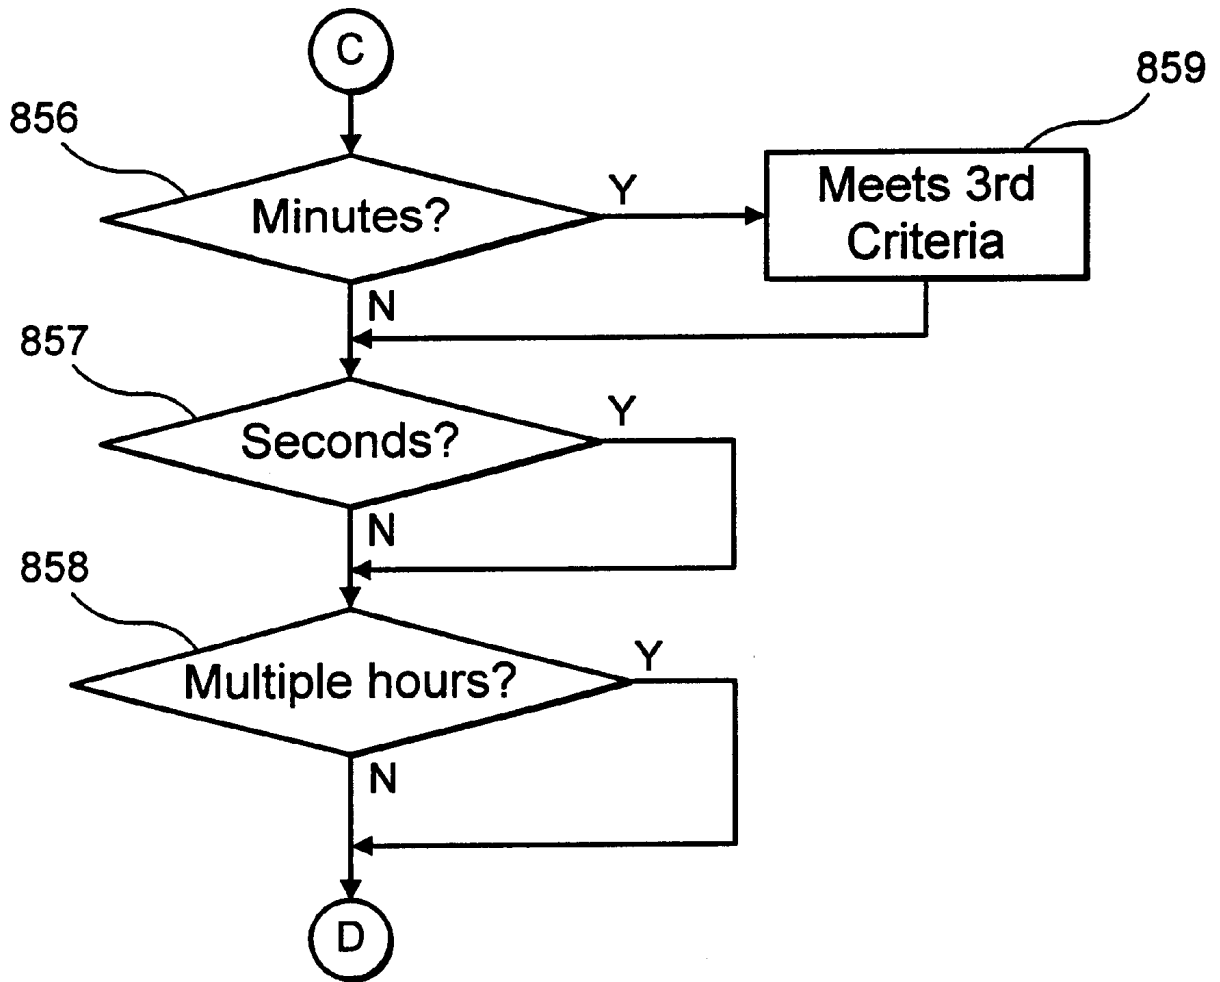 C
859
856
Minutes?
Y
Meets 3rd
Criteria
N
857
Seconds?
Y
N
858
Multiple hours?
Y
N
D